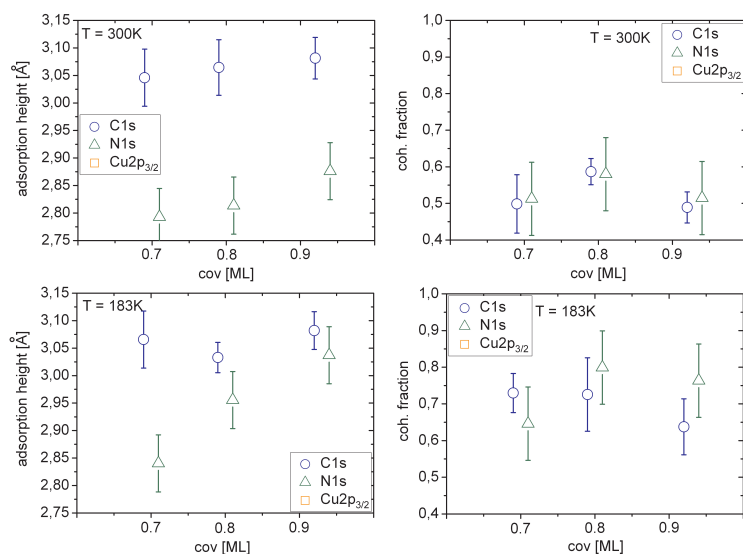 T = 300K
adsorption height [Å]
3,15
3,10
3,05
3,00
2,95
2,90
2,85
2,80
2,75
C1s
N1s
Cu2p3/2
0.7
0.8
0.9
cov [ML]
T = 300K
coh. fraction
1,0
0,9
0,8
0,7
0,6
0,5
0,4
C1s
N1s
Cu2p3/2
0.7
0.8
0.9
cov [ML]
T = 183K
adsorption height [Å]
3,15
3,10
3,05
3,00
2,95
2,90
2,85
2,80
2,75
C1s
N1s
Cu2p3/2
0.7
0.8
0.9
cov [ML]
T = 183K
coh. fraction
1,0
0,9
0,8
0,7
0,6
0,5
0,4
C1s
N1s
Cu2p3/2
0.7
0.8
0.9
cov [ML]